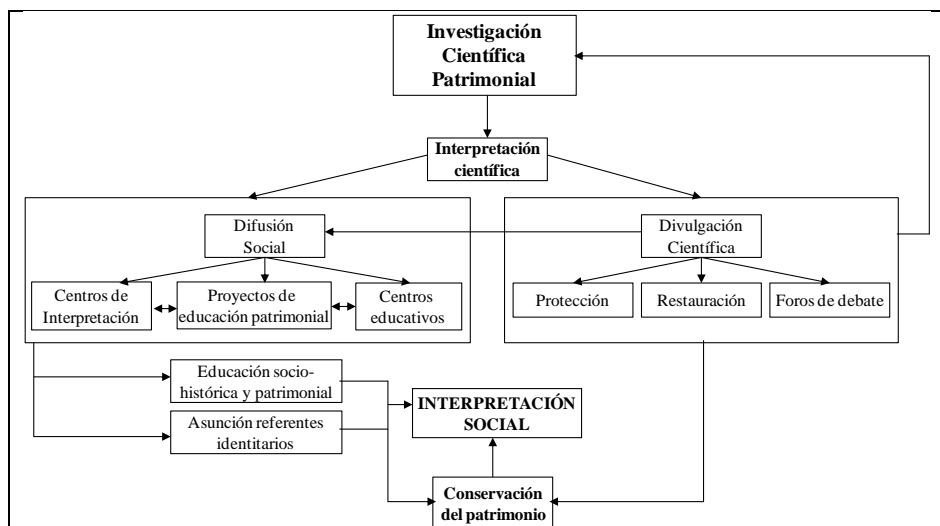 Investigación
Científica
Patrimonial
Interpretación
científica
Difusión
Social
Centros de
Interpretación
Proyectos de
educación patrimonial
Centros
educativos
Divulgación
Científica
Protección
Restauración
Foros de debate
Educación socio-
histórica y patrimonial
Asunción referentes
identitarios
INTERPRETACIÓN
SOCIAL
Conservación
del patrimonio